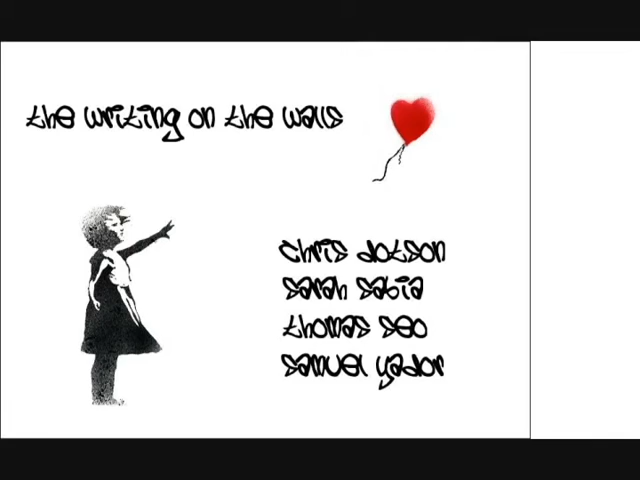 the writing on the walls
chris dotson
sarah sabia
thomas seo
samuel yador